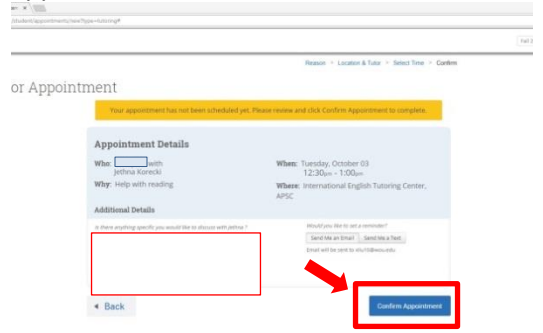 /student/appointments/new?type=tutoring#
Fall 2
Reason > Location & Tutor > Select Time > Confirm
or Appointment
Your appointment has not been scheduled yet. Please review and click Confirm Appointment to complete.
Appointment Details
Who: with
Jethna Korecki
When: Tuesday, October 03
12:30pm - 1:00pm
Why: Help with reading
Where: International English Tutoring Center,
APSC
Additional Details
Is there anything specific you would like to discuss with Jethna ?
Would you like to set a reminder?
Send Me an Email
Send Me a Text
Email will be sent to
Back
Confirm Appointment